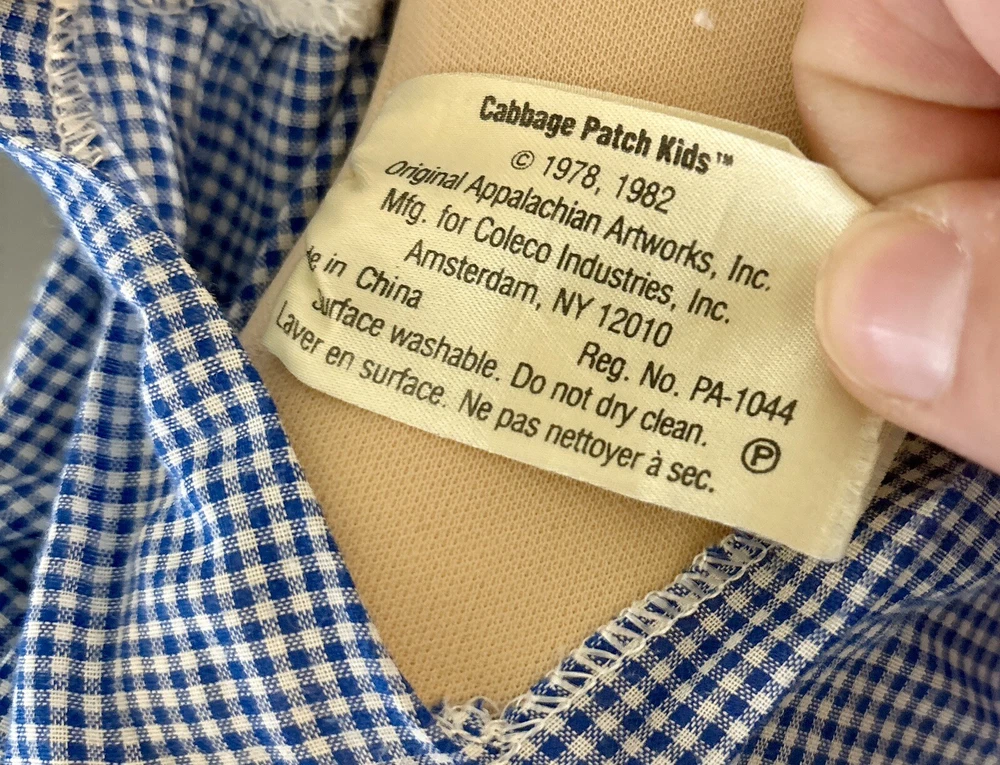 Cabbage Patch Kids™
© 1978, 1982
Original Appalachian Artworks, Inc.
Mfg. for Coleco Industries, Inc.
Amsterdam, NY 12010
de in China
Reg. No. PA-1044
Surface washable. Do not dry clean.
Laver en surface. Ne pas nettoyer à sec.
Ⓟ